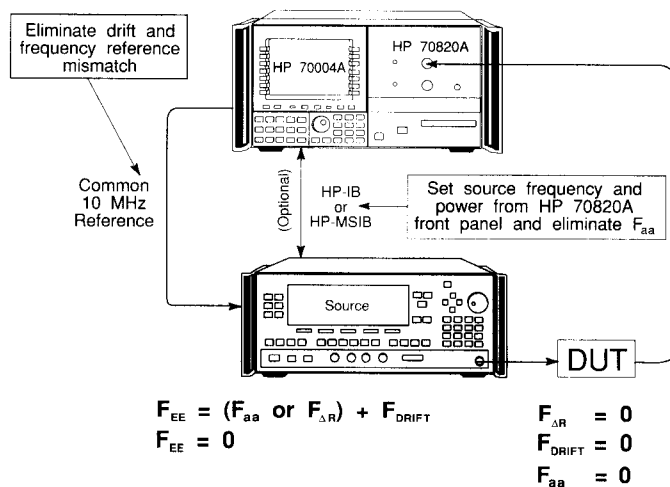 Eliminate drift and
frequency reference
mismatch
HP 70004A
HP 70820A
Common
10 MHz
Reference
(Optional)
HP-IB
or
HP-MSIB
Set source frequency and
power from HP 70820A
front panel and eliminate Faa
Source
DUT
FEE = (Faa or FΔR) + FDRIFT
FEE = 0
FΔR = 0
FDRIFT = 0
Faa = 0